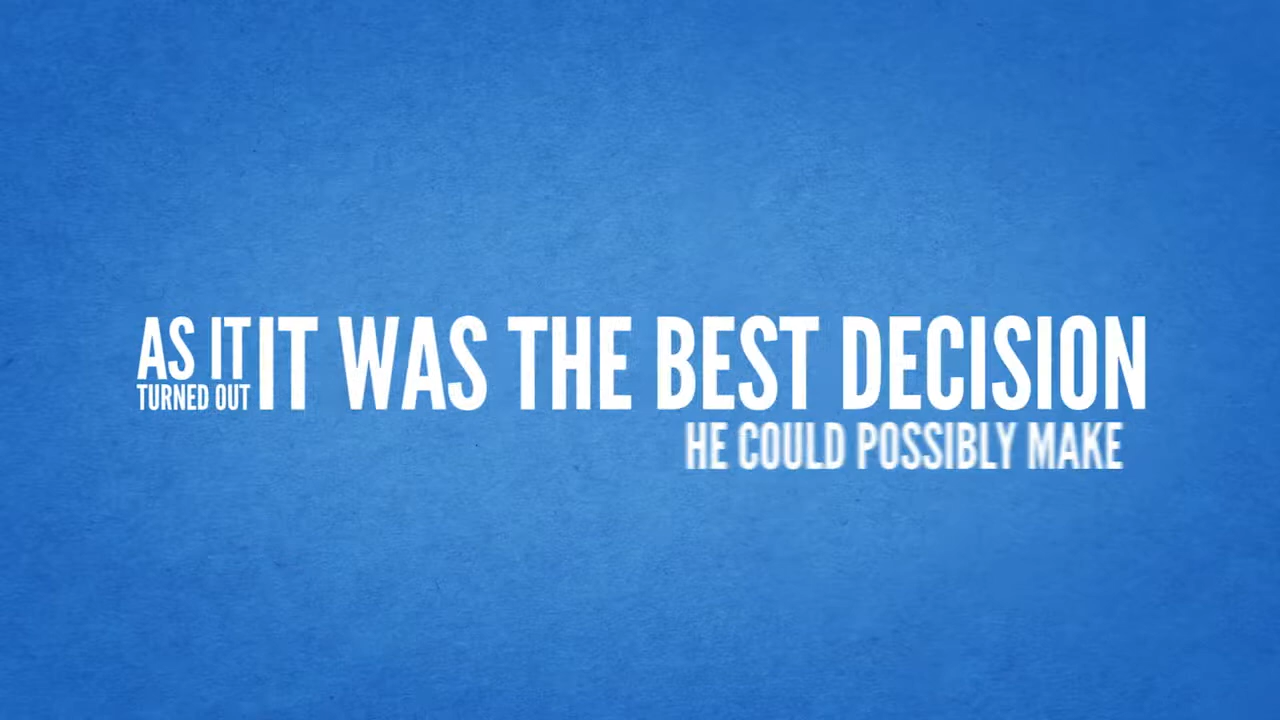 AS IT
TURNED OUT
IT WAS THE BEST DECISION
HE COULD POSSIBLY MAKE